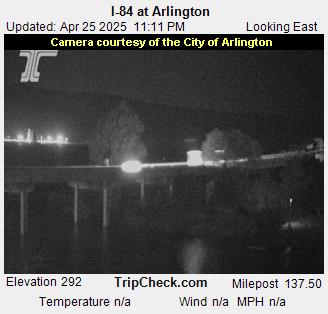 I-84 at Arlington
Updated: Apr 25 2025 11:11 PM Looking East
Camera courtesy of the City of Arlington
Elevation 292 TripCheck.com Milepost 137.50
Temperature n/a Wind n/a MPH n/a